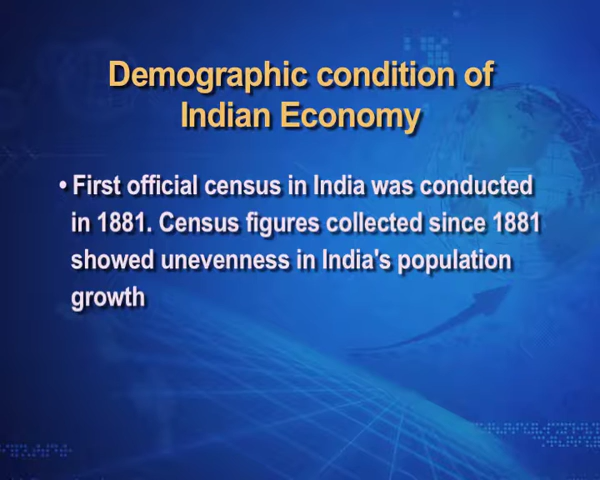 Demographic condition of
Indian Economy
• First official census in India was conducted
in 1881. Census figures collected since 1881
showed unevenness in India's population
growth